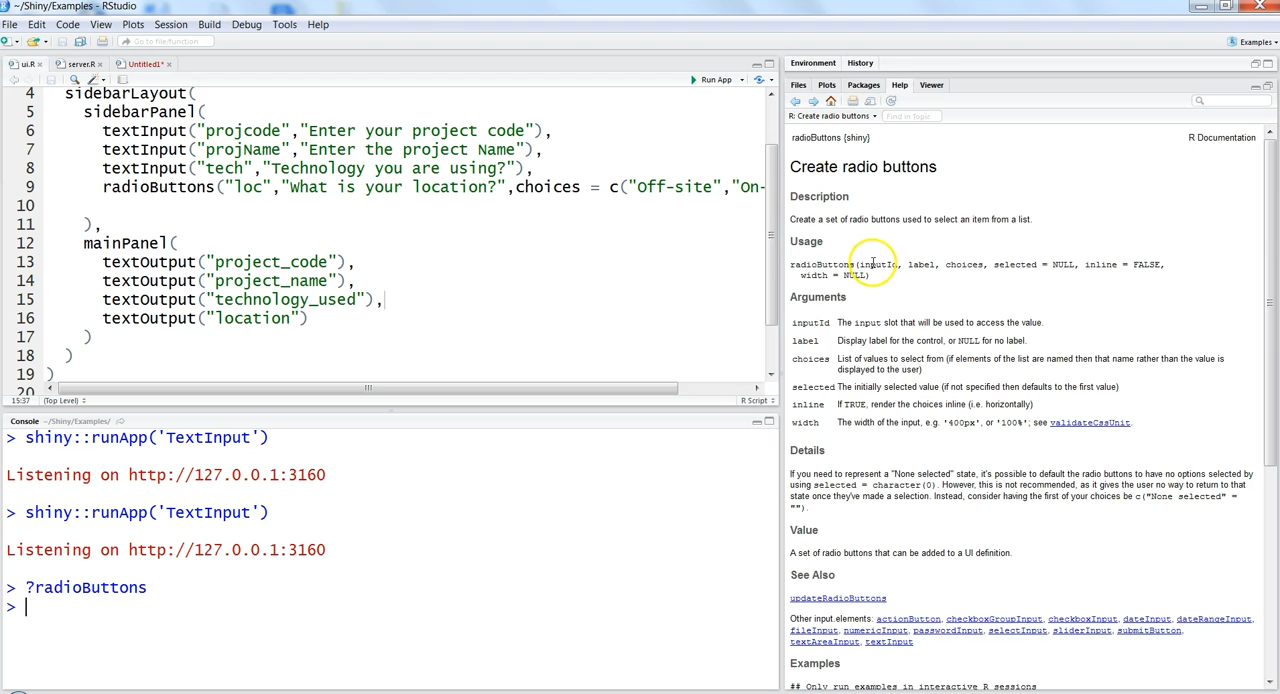 ~/Shiny/Examples - RStudio
File Edit Code View Plots Session Build Debug Tools Help
Go to file/function
Examples
ui.R server.R Untitled1*
Run App
4 sidebarLayout(
5 sidebarPanel(
6 textInput("projcode","Enter your project code"),
7 textInput("projName","Enter the project Name"),
8 textInput("tech","Technology you are using?"),
9 radioButtons("loc","What is your location?",choices = c("Off-site","On-
10
11 ),
12 mainPanel(
13 textOutput("project_code"),
14 textOutput("project_name"),
15 textOutput("technology_used"),
16 textOutput("location")
17 )
18 )
19 )
20
15:37 (Top Level) R Script
Console ~/Shiny/Examples/
> shiny::runApp('TextInput')
Listening on http://127.0.0.1:3160
> shiny::runApp('TextInput')
Listening on http://127.0.0.1:3160
> ?radioButtons
>
Environment History
Files Plots Packages Help Viewer
R: Create radio buttons Find in Topic
radioButtons {shiny} R Documentation
Create radio buttons
Description
Create a set of radio buttons used to select an item from a list.
Usage
radioButtons(inputId, label, choices, selected = NULL, inline = FALSE,
width = NULL)
Arguments
inputId The input slot that will be used to access the value.
label Display label for the control, or NULL for no label.
choices List of values to select from (if elements of the list are named then that name rather than the value is
displayed to the user)
selected The initially selected value (if not specified then defaults to the first value)
inline If TRUE, render the choices inline (i.e. horizontally)
width The width of the input, e.g. '400px', or '100%'; see validateCssUnit.
Details
If you need to represent a "None selected" state, it's possible to default the radio buttons to have no options selected by
using selected = character(0). However, this is not recommended, as it gives the user no way to return to that
state once they've made a selection. Instead, consider having the first of your choices be c("None selected" =
"").
Value
A set of radio buttons that can be added to a UI definition.
See Also
updateRadioButtons
Other input.elements: actionButton, checkboxGroupInput, checkboxInput, dateInput, dateRangeInput,
fileInput, numericInput, passwordInput, selectInput, sliderInput, submitButton,
textAreaInput, textInput
Examples
## Only run examples in interactive R sessions